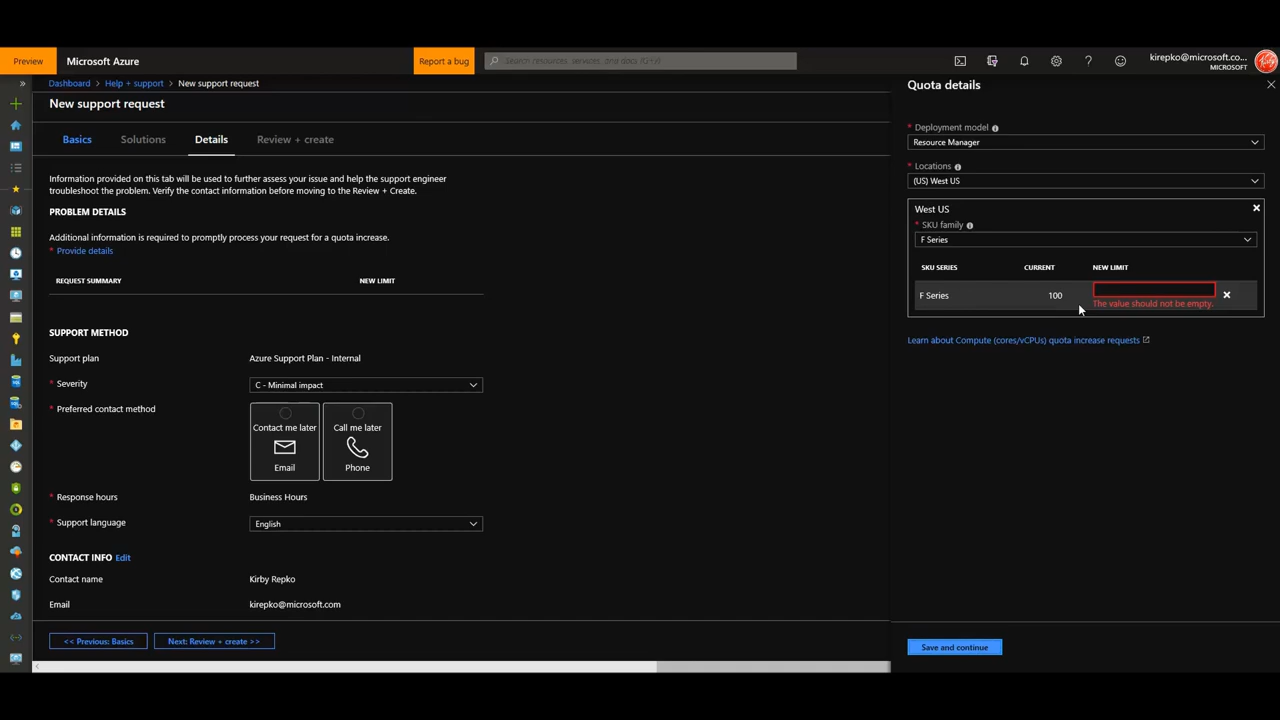 Preview
Microsoft Azure
Report a bug
Search resources, services, and docs (G+/)
kirepko@microsoft.co...
MICROSOFT
Dashboard > Help + support > New support request
New support request
Basics
Solutions
Details
Review + create
Information provided on this tab will be used to further assess your issue and help the support engineer
troubleshoot the problem. Verify the contact information before moving to the Review + Create.
PROBLEM DETAILS
Additional information is required to promptly process your request for a quota increase.
* Provide details
REQUEST SUMMARY
NEW LIMIT
SUPPORT METHOD
Support plan
Azure Support Plan - Internal
* Severity
C - Minimal impact
* Preferred contact method
Contact me later
Email
Call me later
Phone
* Response hours
Business Hours
* Support language
English
CONTACT INFO Edit
Contact name
Kirby Repko
Email
kirepko@microsoft.com
<< Previous: Basics
Next: Review + create >>
Quota details
* Deployment model
Resource Manager
* Locations
(US) West US
West US
* SKU family
F Series
SKU SERIES
CURRENT
NEW LIMIT
F Series
100
The value should not be empty.
Learn about Compute (cores/vCPUs) quota increase requests
Save and continue